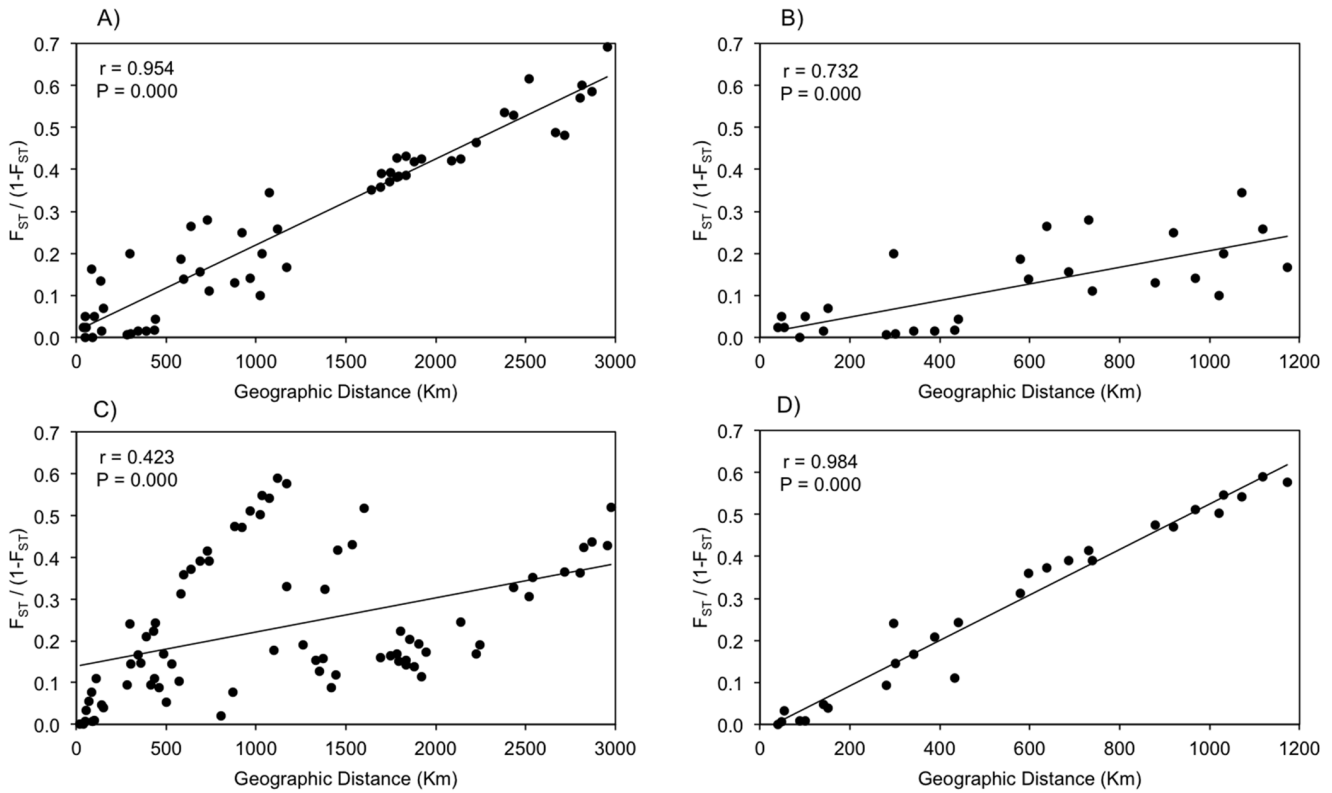 A)
0.7
0.6
0.5
0.4
0.3
0.2
0.1
0.0
r = 0.954
P = 0.000
F_ST / (1-F_ST)
0 500 1000 1500 2000 2500 3000
Geographic Distance (Km)
B)
0.7
0.6
0.5
0.4
0.3
0.2
0.1
0.0
r = 0.732
P = 0.000
F_ST / (1-F_ST)
0 200 400 600 800 1000 1200
Geographic Distance (Km)
C)
0.7
0.6
0.5
0.4
0.3
0.2
0.1
0.0
r = 0.423
P = 0.000
F_ST / (1-F_ST)
0 500 1000 1500 2000 2500 3000
Geographic Distance (Km)
D)
0.7
0.6
0.5
0.4
0.3
0.2
0.1
0.0
r = 0.984
P = 0.000
F_ST / (1-F_ST)
0 200 400 600 800 1000 1200
Geographic Distance (Km)